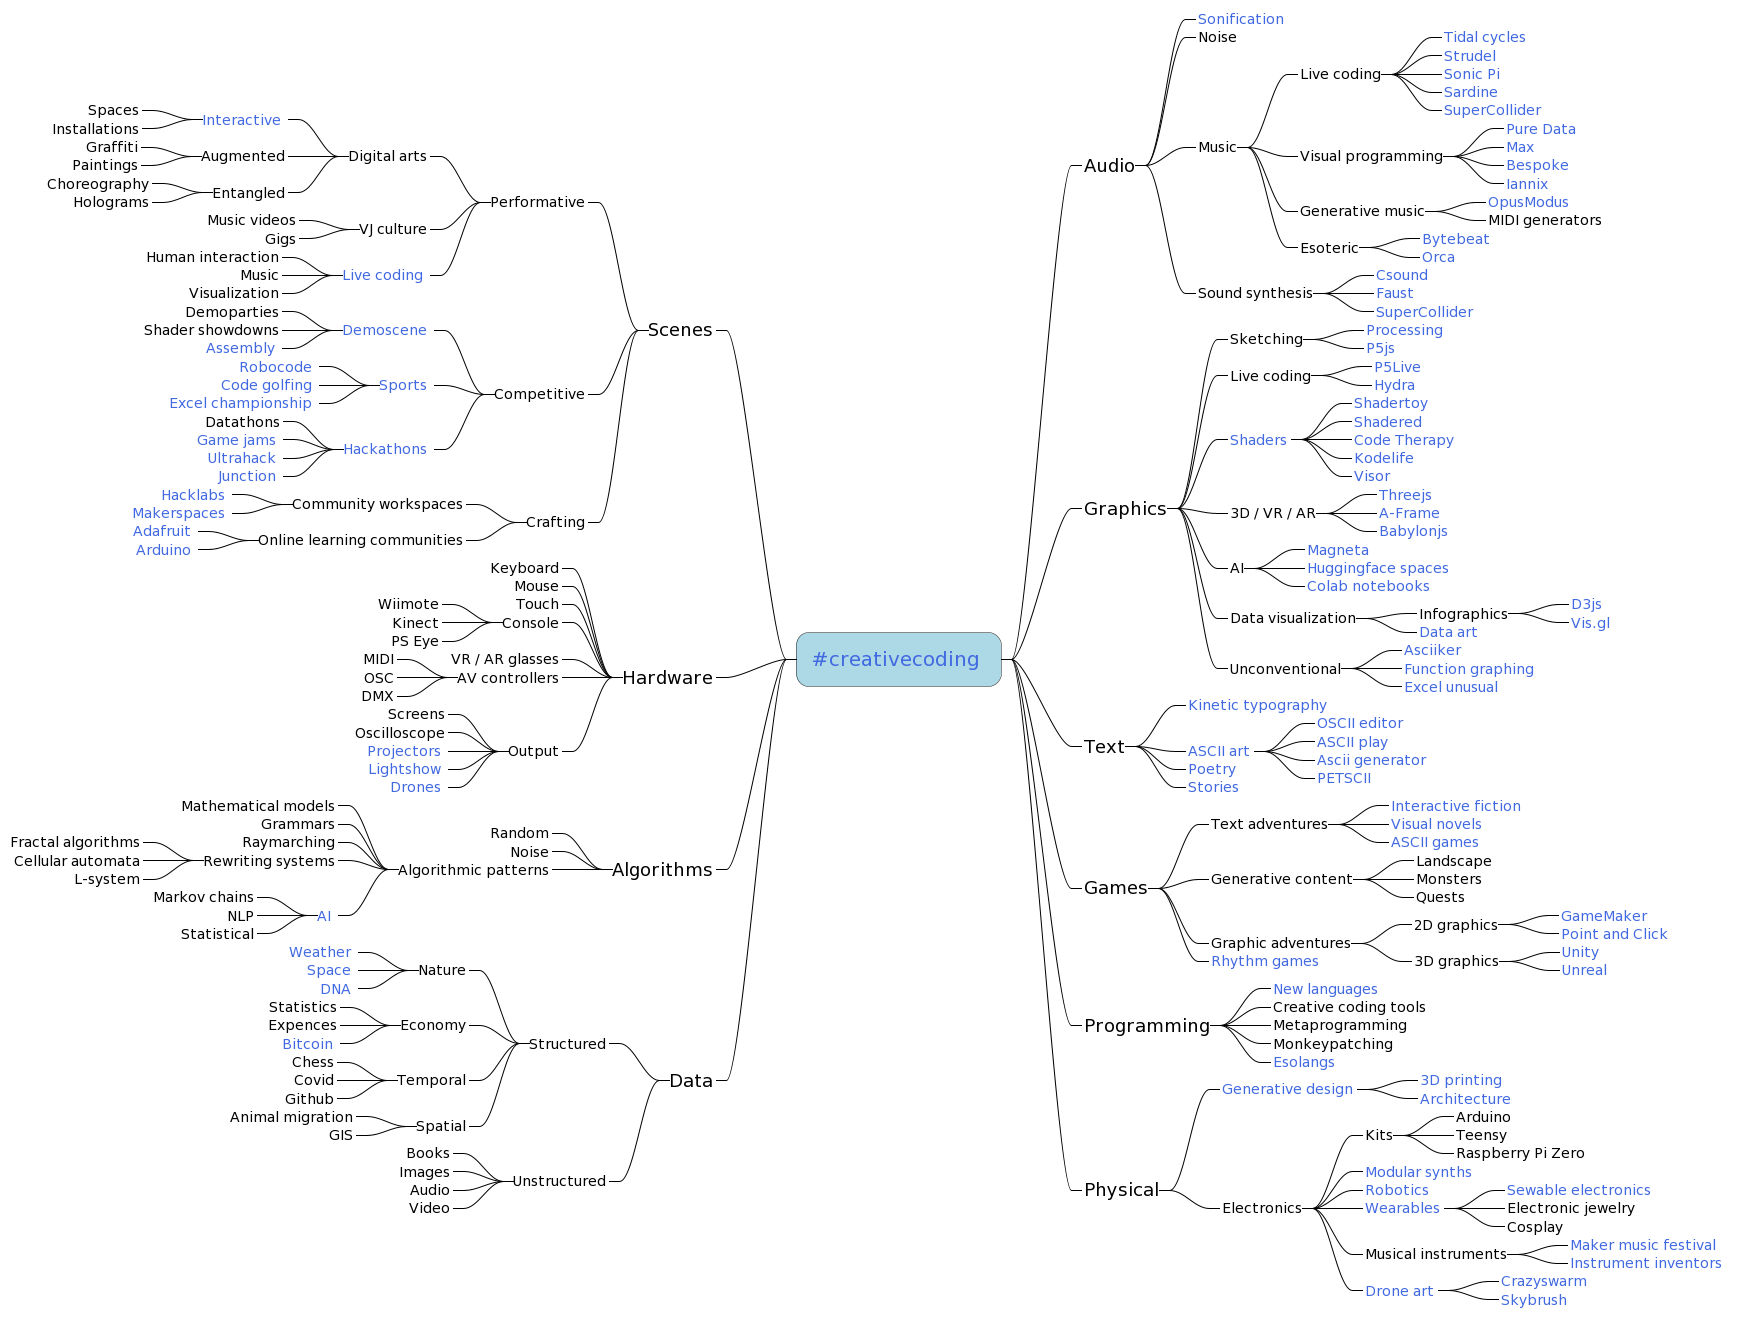 #creativecoding
Audio
Sonification
Noise
Music
Live coding
Tidal cycles
Strudel
Sonic Pi
Sardine
SuperCollider
Visual programming
Pure Data
Max
Bespoke
Iannix
Generative music
OpusModus
MIDI generators
Esoteric
Bytebeat
Orca
Sound synthesis
Csound
Faust
SuperCollider
Graphics
Sketching
Processing
P5js
Live coding
P5Live
Hydra
Shaders
Shadertoy
Shadered
Code Therapy
Kodelife
Visor
3D / VR / AR
Threejs
A-Frame
Babylonjs
AI
Magneta
Huggingface spaces
Colab notebooks
Data visualization
Infographics
D3js
Vis.gl
Data art
Unconventional
Asciiker
Function graphing
Excel unusual
Text
Kinetic typography
ASCII art
OSCII editor
ASCII play
Ascii generator
PETSCII
Poetry
Stories
Games
Text adventures
Interactive fiction
Visual novels
ASCII games
Generative content
Landscape
Monsters
Quests
Graphic adventures
2D graphics
GameMaker
Point and Click
3D graphics
Unity
Unreal
Rhythm games
Programming
New languages
Creative coding tools
Metaprogramming
Monkeypatching
Esolangs
Physical
Generative design
3D printing
Architecture
Electronics
Kits
Arduino
Teensy
Raspberry Pi Zero
Modular synths
Robotics
Wearables
Sewable electronics
Electronic jewelry
Cosplay
Musical instruments
Maker music festival
Instrument inventors
Drone art
Crazyswarm
Skybrush
Scenes
Performative
Digital arts
Interactive
Spaces
Installations
Augmented
Graffiti
Paintings
Entangled
Choreography
Holograms
VJ culture
Music videos
Gigs
Live coding
Human interaction
Music
Visualization
Competitive
Demoscene
Demoparties
Shader showdowns
Assembly
Sports
Robocode
Code golfing
Excel championship
Hackathons
Datathons
Game jams
Ultrahack
Junction
Crafting
Community workspaces
Hacklabs
Makerspaces
Online learning communities
Adafruit
Arduino
Hardware
Keyboard
Mouse
Touch
Console
Wiimote
Kinect
PS Eye
VR / AR glasses
AV controllers
MIDI
OSC
DMX
Output
Screens
Oscilloscope
Projectors
Lightshow
Drones
Algorithms
Random
Noise
Algorithmic patterns
Mathematical models
Grammars
Raymarching
Rewriting systems
Fractal algorithms
Cellular automata
L-system
AI
Markov chains
NLP
Statistical
Data
Structured
Nature
Weather
Space
DNA
Economy
Statistics
Expences
Bitcoin
Temporal
Chess
Covid
Github
Spatial
Animal migration
GIS
Unstructured
Books
Images
Audio
Video